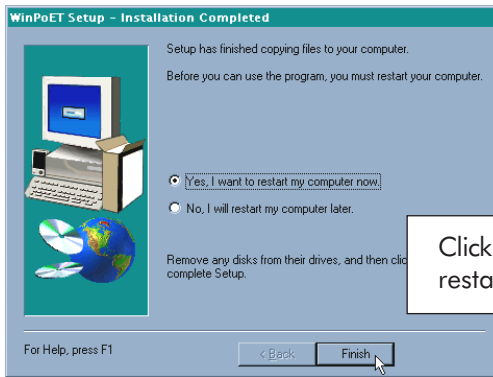 WinPoET Setup - Installation Completed
Setup has finished copying files to your computer.
Before you can use the program, you must restart your computer.
Yes, I want to restart my computer now.
No, I will restart my computer later.
Remove any disks from their drives, and then clic
complete Setup.
Click
resta
For Help, press F1
< Back
Finish